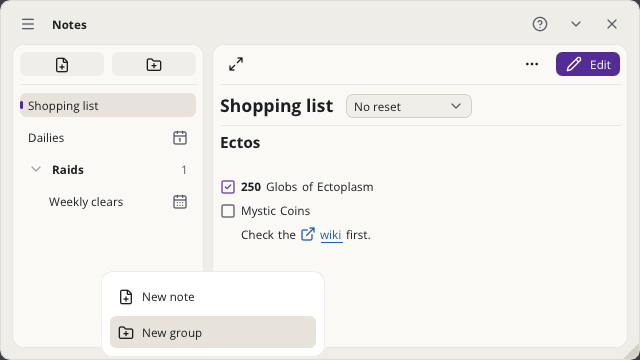 Notes
Edit
Shopping list
Dailies
Raids 1
Weekly clears
Shopping list No reset
Ectos
250 Globs of Ectoplasm
Mystic Coins
Check the wiki first.
New note
New group